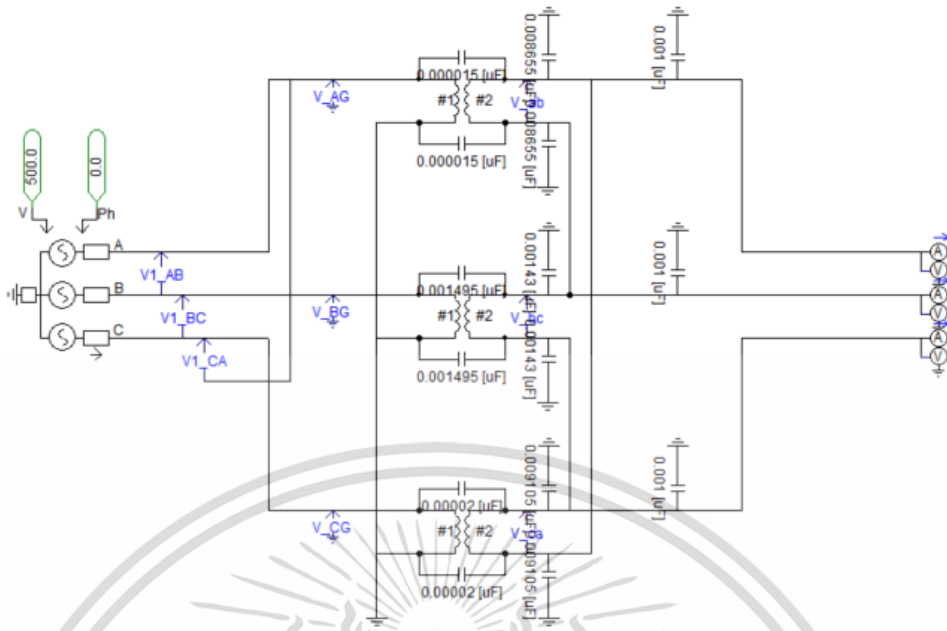 0.000015 [uF]
0.008655 [uF]
0.001 [uF]
V_AG
#1
#2
V_ab
0.008655 [uF]
0.000015 [uF]
500.0
0.0
V
Ph
A
V1_AB
B
V1_BC
C
V1_CA
0.001495 [uF]
0.00143 [uF]
0.001 [uF]
V_BG
#1
#2
V_bc
0.00143 [uF]
0.001495 [uF]
A
V
A
V
A
V
0.00002 [uF]
0.009105 [uF]
0.001 [uF]
V_CG
#1
#2
V_ca
0.009105 [uF]
0.00002 [uF]